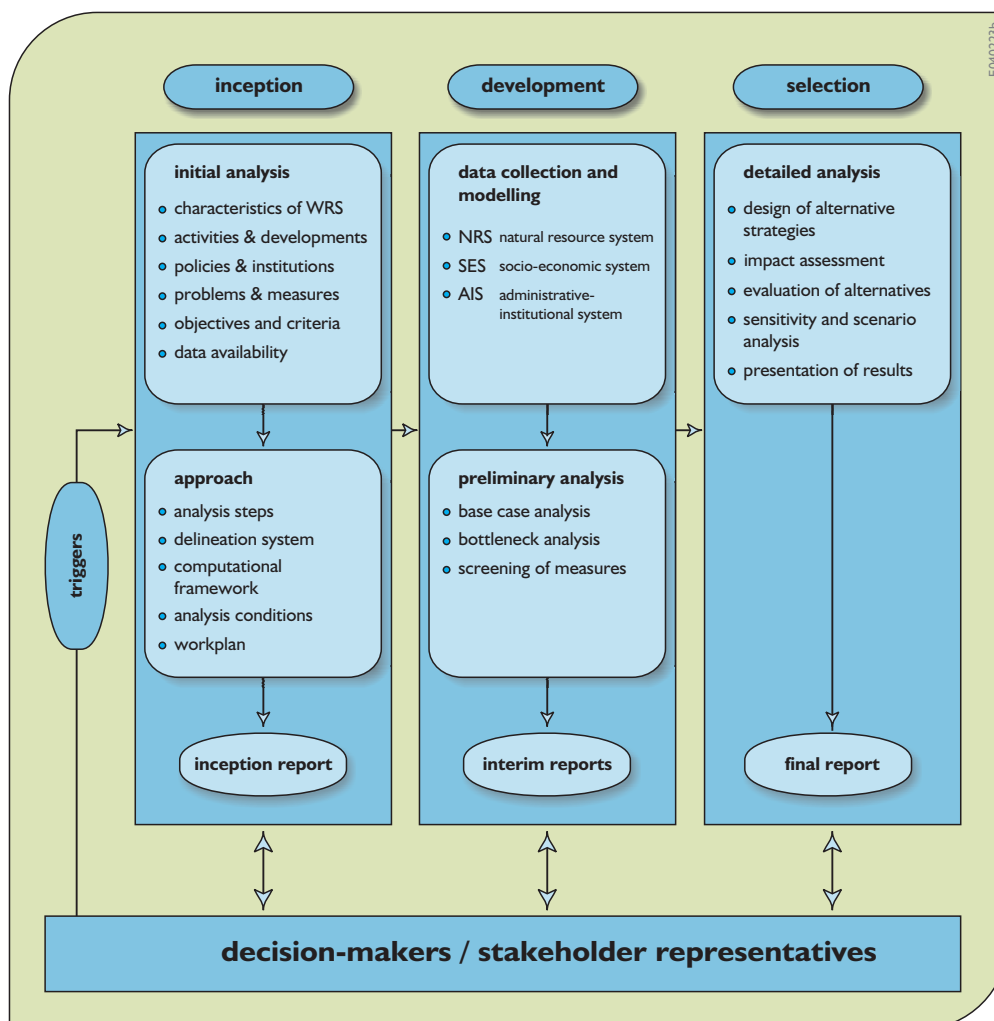 E040223b
inception
development
selection
initial analysis
characteristics of WRS
activities & developments
policies & institutions
problems & measures
objectives and criteria
data availability
approach
analysis steps
delineation system
computational
framework
analysis conditions
workplan
inception report
data collection and
modelling
NRS natural resource system
SES socio-economic system
AIS administrative-
institutional system
preliminary analysis
base case analysis
bottleneck analysis
screening of measures
interim reports
detailed analysis
design of alternative
strategies
impact assessment
evaluation of alternatives
sensitivity and scenario
analysis
presentation of results
final report
triggers
decision-makers / stakeholder representatives